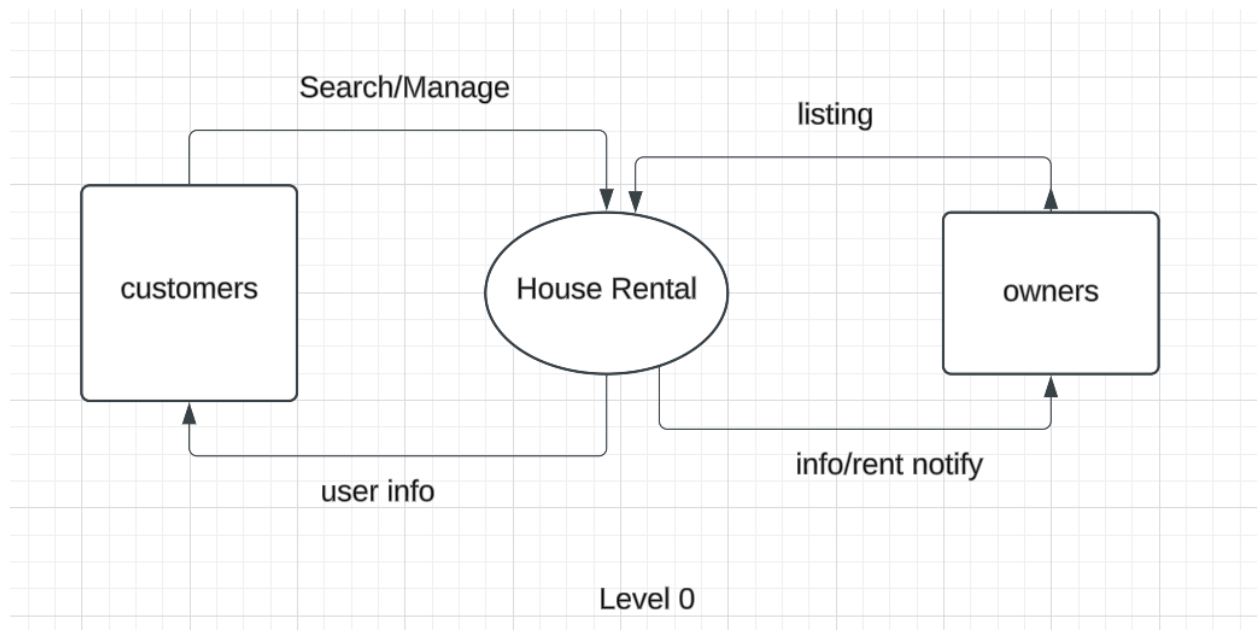 Search/Manage
listing
customers
House Rental
owners
info/rent notify
user info
Level 0